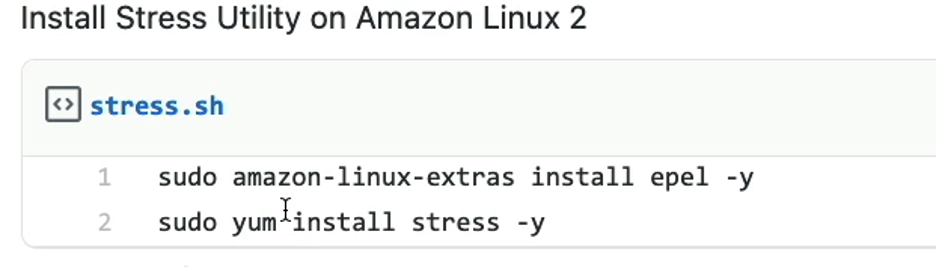 Install Stress Utility on Amazon Linux 2
stress.sh
1 sudo amazon-linux-extras install epel -y
2 sudo yum install stress -y